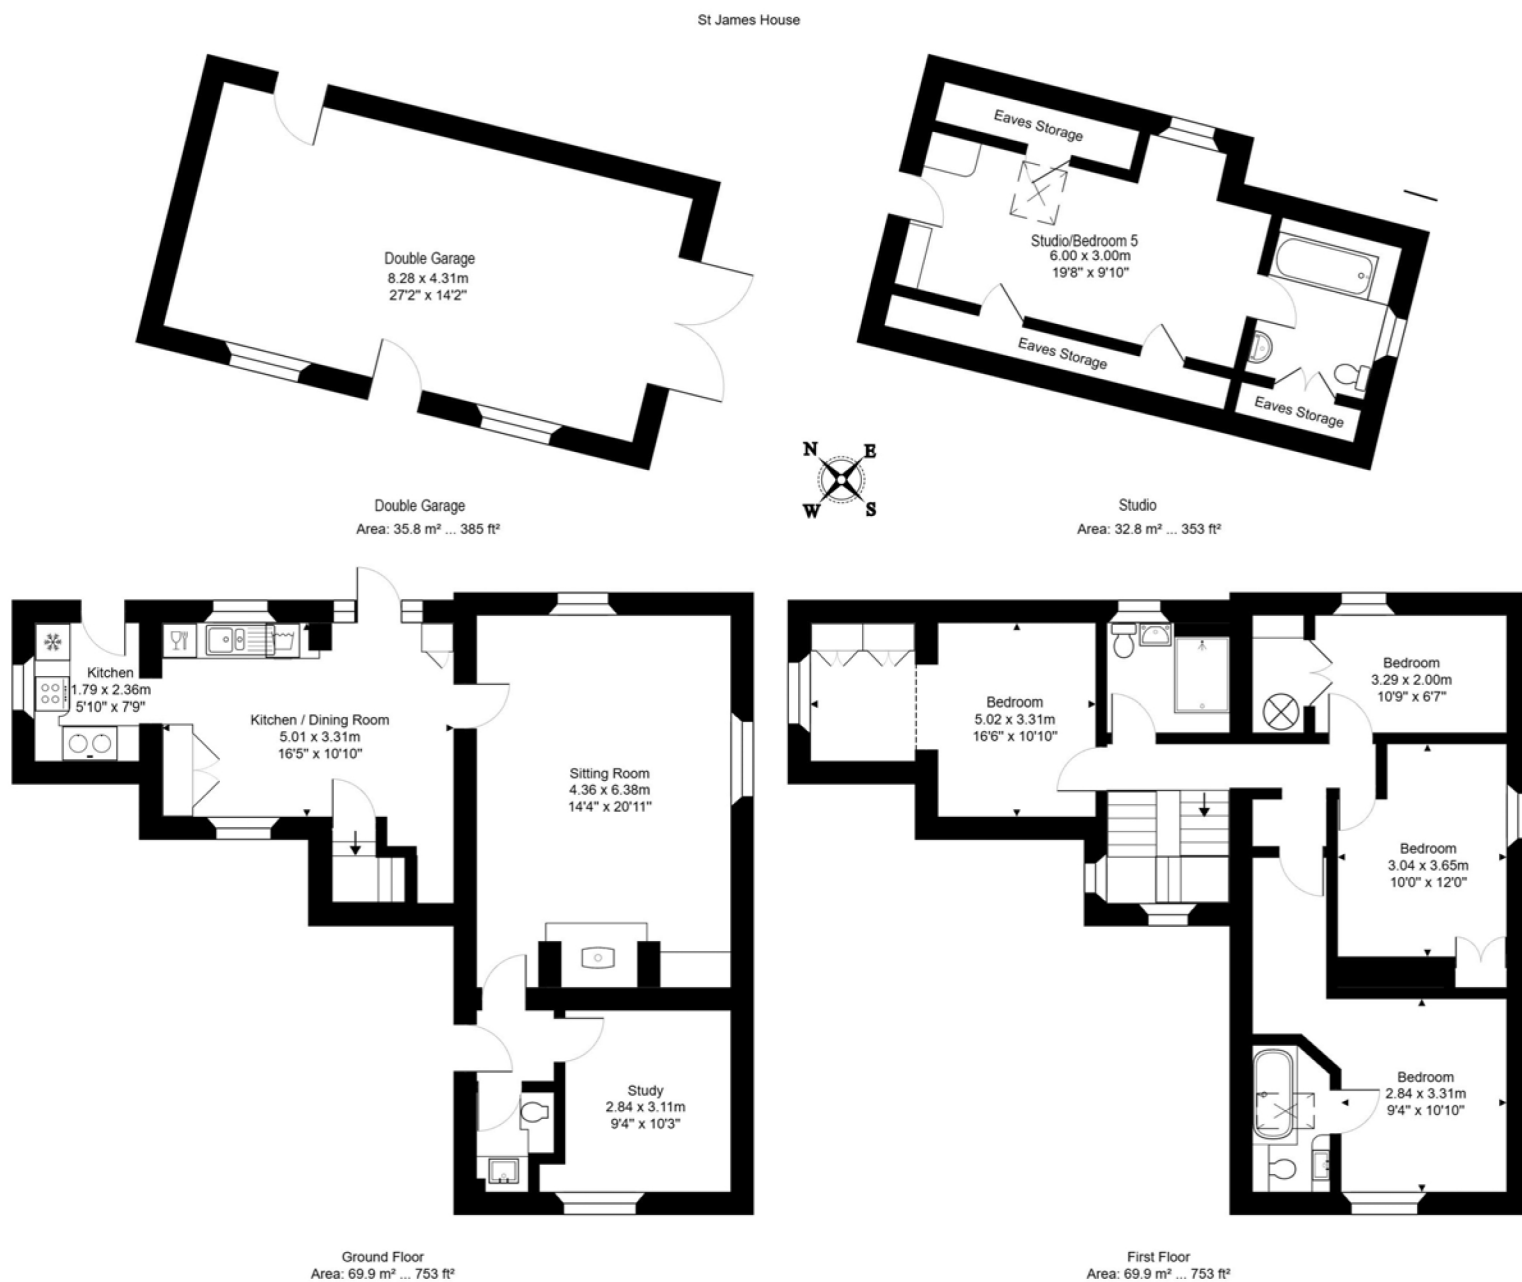 St James House
Double Garage
8.28 x 4.31m
27'2" x 14'2"
Eaves Storage
Studio/Bedroom 5
6.00 x 3.00m
19'8" x 9'10"
Eaves Storage
Eaves Storage
N E
W S
Double Garage
Area: 35.8 m² ... 385 ft²
Studio
Area: 32.8 m² ... 353 ft²
Kitchen
1.79 x 2.36m
5'10" x 7'9"
Kitchen / Dining Room
5.01 x 3.31m
16'5" x 10'10"
Sitting Room
4.36 x 6.38m
14'4" x 20'11"
Study
2.84 x 3.11m
9'4" x 10'3"
Bedroom
5.02 x 3.31m
16'6" x 10'10"
Bedroom
3.29 x 2.00m
10'9" x 6'7"
Bedroom
3.04 x 3.65m
10'0" x 12'0"
Bedroom
2.84 x 3.31m
9'4" x 10'10"
Ground Floor
Area: 69.9 m² ... 753 ft²
First Floor
Area: 69.9 m² ... 753 ft²